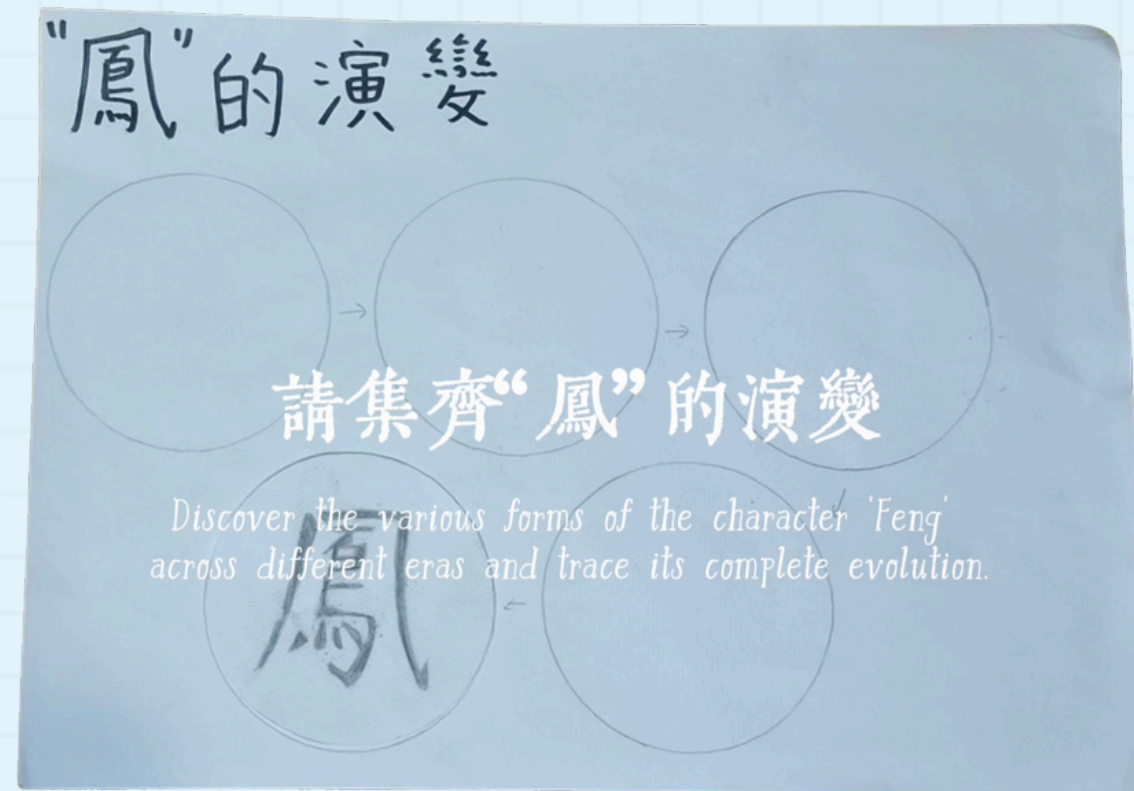 "鳳"的演變
請集齊“鳳”的演變
Discover the various forms of the character 'Feng'
across different eras and trace its complete evolution.
鳳